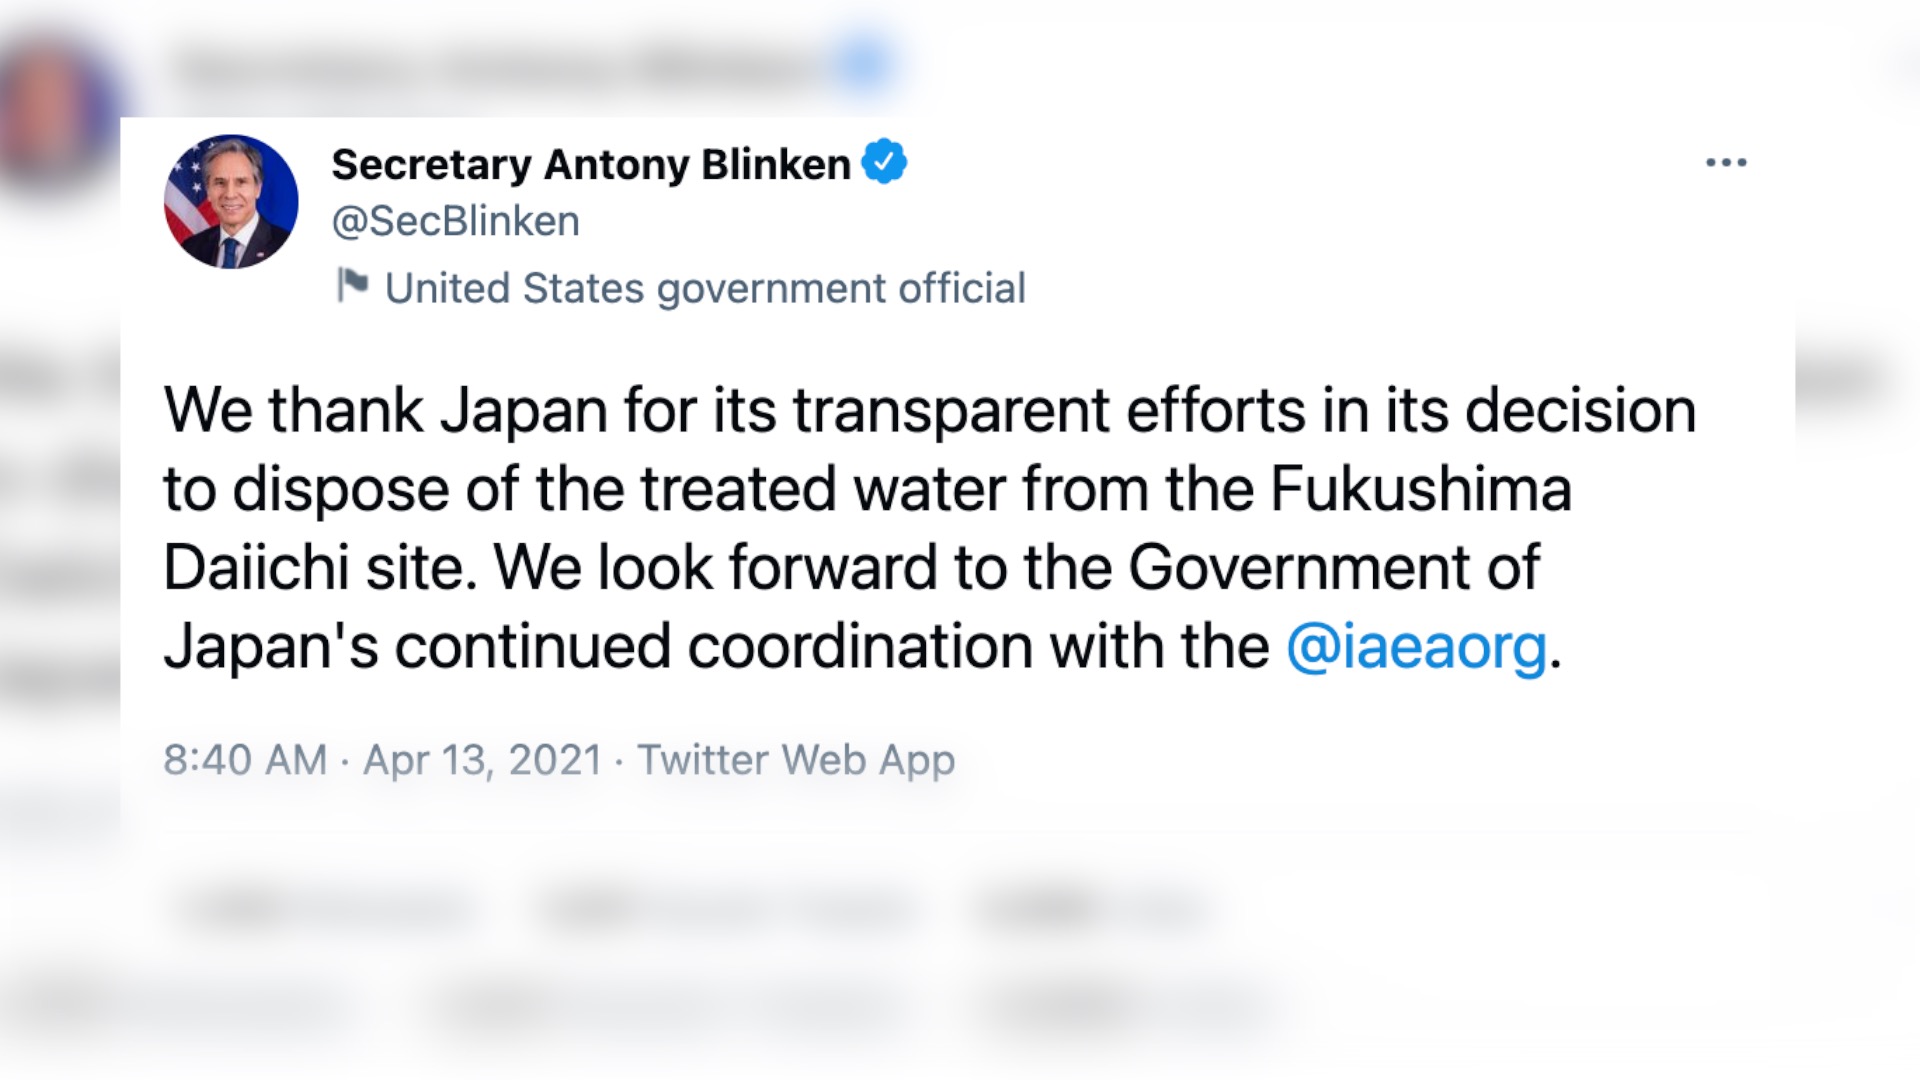 Secretary Antony Blinken
@SecBlinken
United States government official
We thank Japan for its transparent efforts in its decision
to dispose of the treated water from the Fukushima
Daiichi site. We look forward to the Government of
Japan's continued coordination with the @iaeaorg.
8:40 AM · Apr 13, 2021 · Twitter Web App